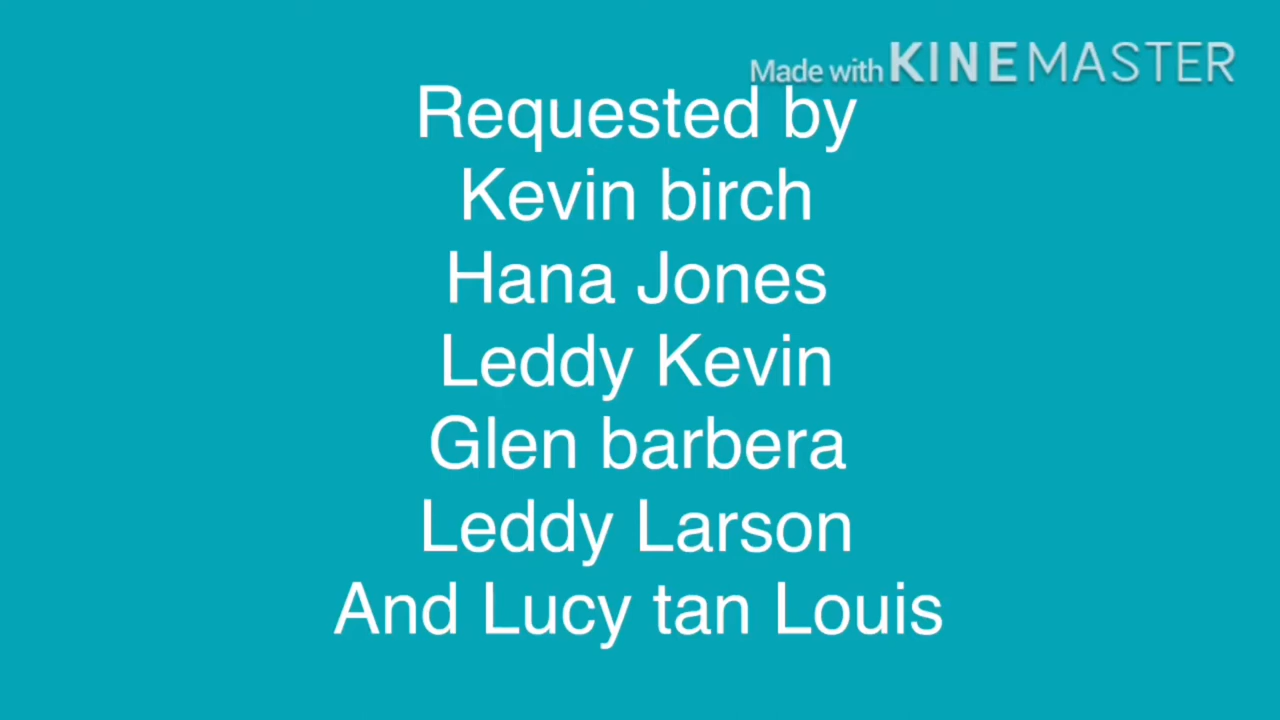 Made with KINEMASTER
Requested by
Kevin birch
Hana Jones
Leddy Kevin
Glen barbera
Leddy Larson
And Lucy tan Louis